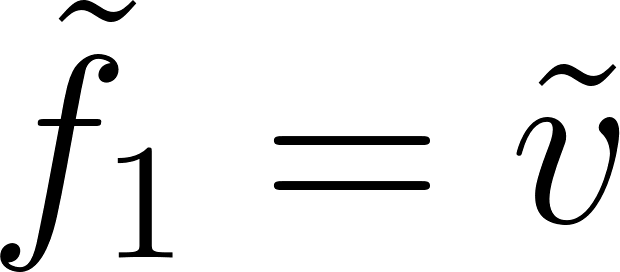 f̃₁ = ṽ